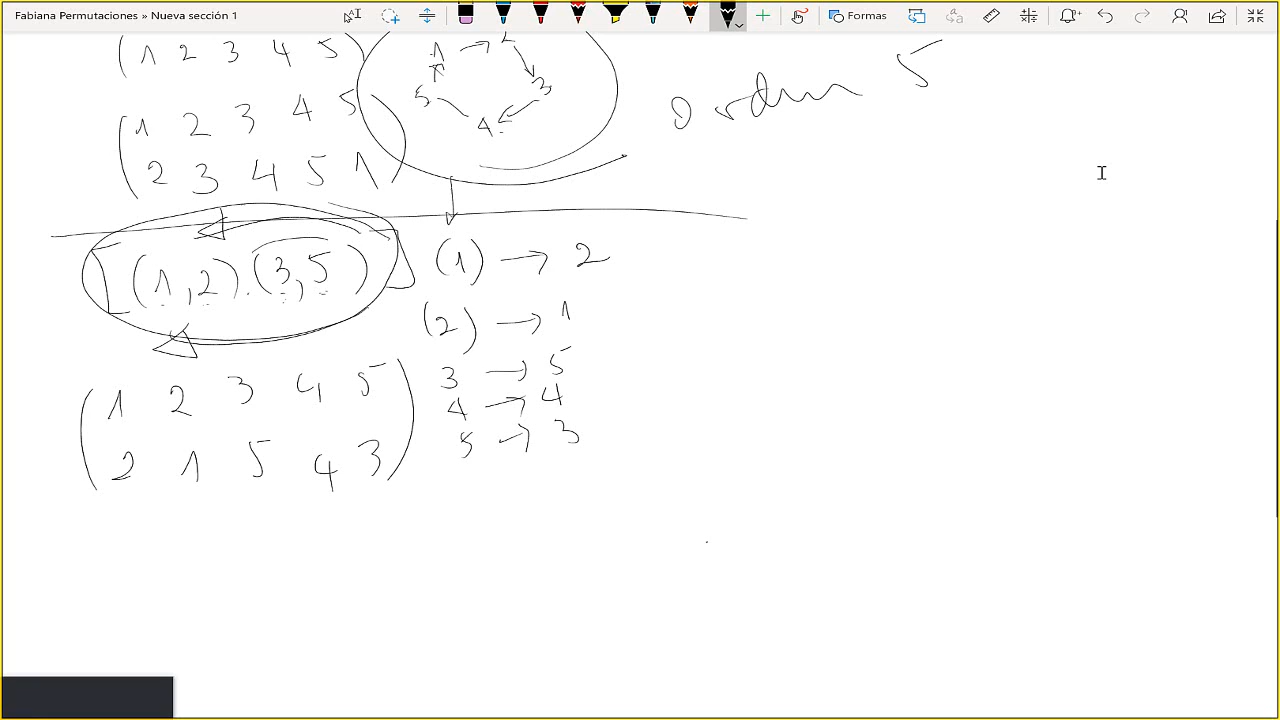 Fabiana Permutaciones » Nueva sección 1
Formas
(1 2 3 4 5)
1 → 2
5 3
4
orden 5
(1 2 3 4 5
2 3 4 5 1)
[(1,2).(3,5)]
(1) → 2
(2) → 1
3 → 5
4 → 4
5 → 3
(1 2 3 4 5
2 1 5 4 3)